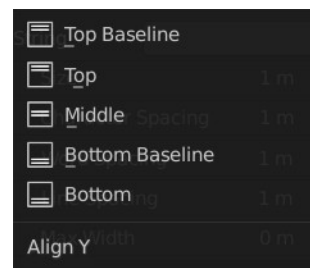 Top Baseline
Top
Middle
Bottom Baseline
Bottom
Align Y